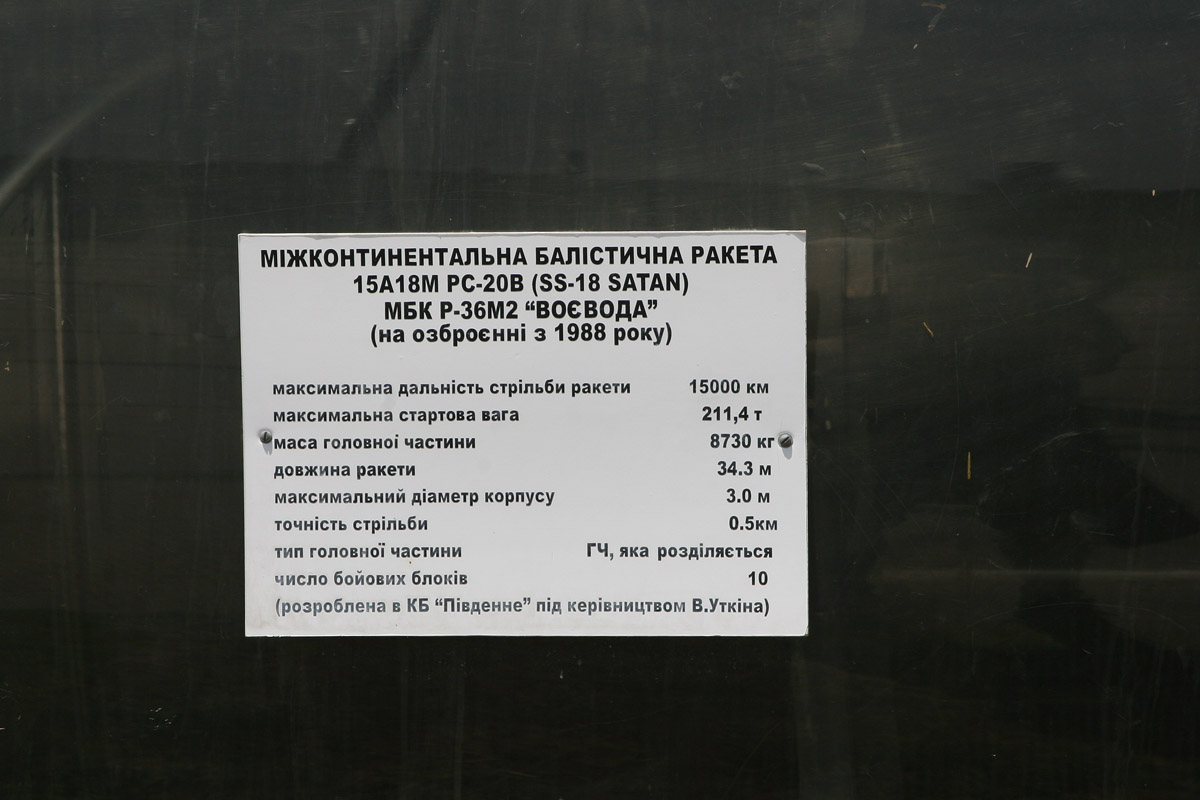 МІЖКОНТИНЕНТАЛЬНА БАЛІСТИЧНА РАКЕТА
15А18М РС-20В (SS-18 SATAN)
МБК Р-36М2 “ВОЄВОДА”
(на озброєнні з 1988 року)
максимальна дальність стрільби ракети 15000 км
максимальна стартова вага 211,4 т
маса головної частини 8730 кг
довжина ракети 34.3 м
максимальний діаметр корпусу 3.0 м
точність стрільби 0.5км
тип головної частини ГЧ, яка розділяється
число бойових блоків 10
(розроблена в КБ “Південне” під керівництвом В.Уткіна)